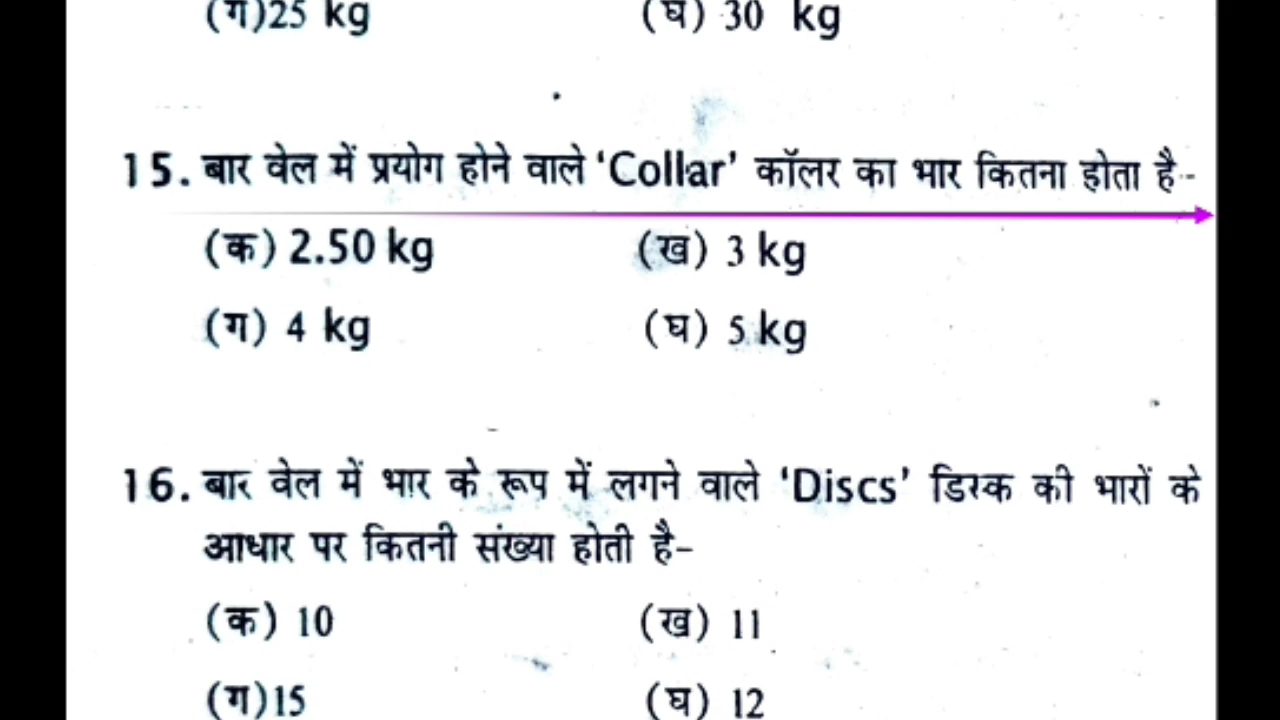 (ग)25 kg (घ) 30 kg
15. बार वेल में प्रयोग होने वाले ‘Collar’ कॉलर का भार कितना होता है-
(क) 2.50 kg (ख) 3 kg
(ग) 4 kg (घ) 5 kg
16. बार वेल में भार के रूप में लगने वाले ‘Discs’ डिस्क की भारों के
आधार पर कितनी संख्या होती है-
(क) 10 (ख) 11
(ग)15 (घ) 12